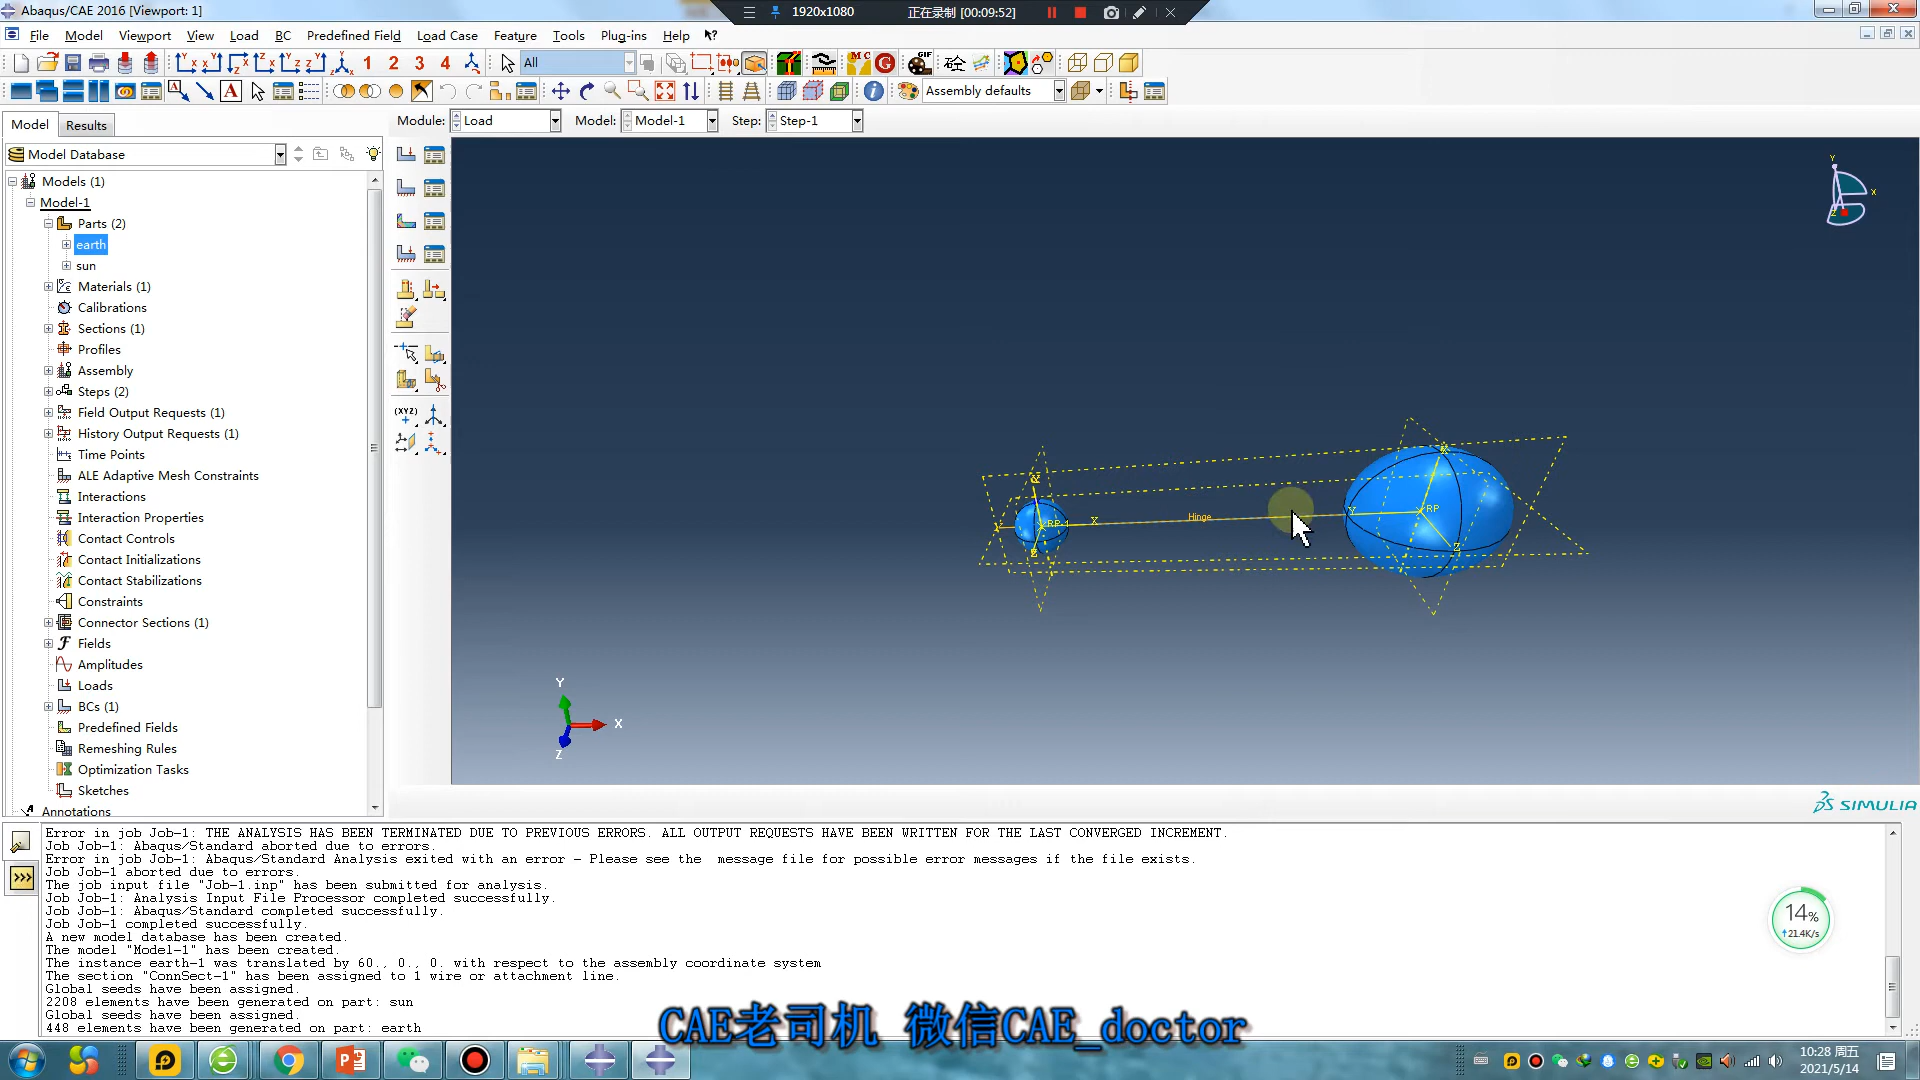 Abaqus/CAE 2016 [Viewport: 1]
1920x1080 正在录制 [00:09:52]
File Model Viewport View Load BC Predefined Field Load Case Feature Tools Plug-ins Help
1 2 3 4 All
Assembly defaults
Model Results
Module: Load Model: Model-1 Step: Step-1
Model Database
Models (1)
Model-1
Parts (2)
earth
sun
Materials (1)
Calibrations
Sections (1)
Profiles
Assembly
Steps (2)
Field Output Requests (1)
History Output Requests (1)
Time Points
ALE Adaptive Mesh Constraints
Interactions
Interaction Properties
Contact Controls
Contact Initializations
Contact Stabilizations
Constraints
Connector Sections (1)
Fields
Amplitudes
Loads
BCs (1)
Predefined Fields
Remeshing Rules
Optimization Tasks
Sketches
Annotations
(XYZ)
RP-1
X
Z
Hinge
Y
RP
Z
Y
X
Z
SIMULIA
Error in job Job-1: THE ANALYSIS HAS BEEN TERMINATED DUE TO PREVIOUS ERRORS. ALL OUTPUT REQUESTS HAVE BEEN WRITTEN FOR THE LAST CONVERGED INCREMENT.
Job Job-1: Abaqus/Standard aborted due to errors.
Error in job Job-1: Abaqus/Standard Analysis exited with an error - Please see the message file for possible error messages if the file exists.
Job Job-1 aborted due to errors.
The job input file "Job-1.inp" has been submitted for analysis.
Job Job-1: Analysis Input File Processor completed successfully.
Job Job-1: Abaqus/Standard completed successfully.
Job Job-1 completed successfully.
A new model database has been created.
The model "Model-1" has been created.
The instance earth-1 was translated by 60., 0., 0. with respect to the assembly coordinate system
The section "ConnSect-1" has been assigned to 1 wire or attachment line.
Global seeds have been assigned.
2208 elements have been generated on part: sun
Global seeds have been assigned.
448 elements have been generated on part: earth
14%
21.4K/s
CAE老司机 微信CAE_doctor
10:28 周五
2021/5/14